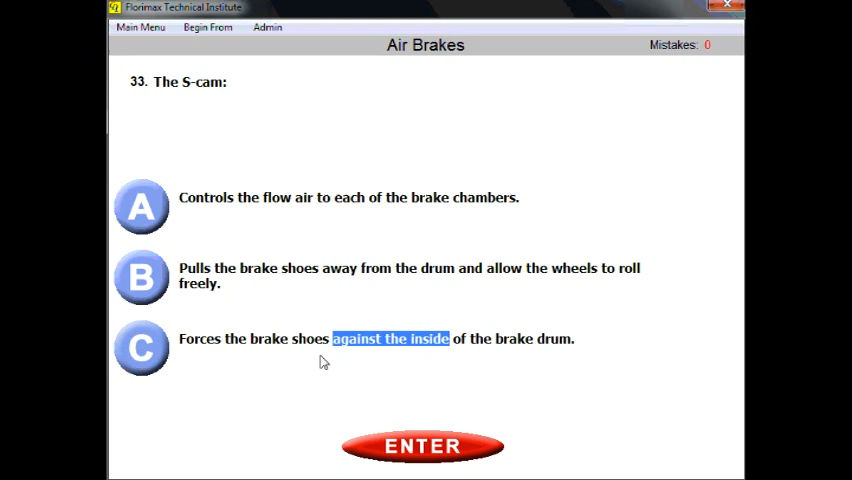 Florimax Technical Institute
Main Menu Begin From: Admin
Air Brakes Mistakes: 0
33. The S-cam:
A Controls the flow air to each of the brake chambers.
B Pulls the brake shoes away from the drum and allow the wheels to roll
freely.
C Forces the brake shoes against the inside of the brake drum.
ENTER